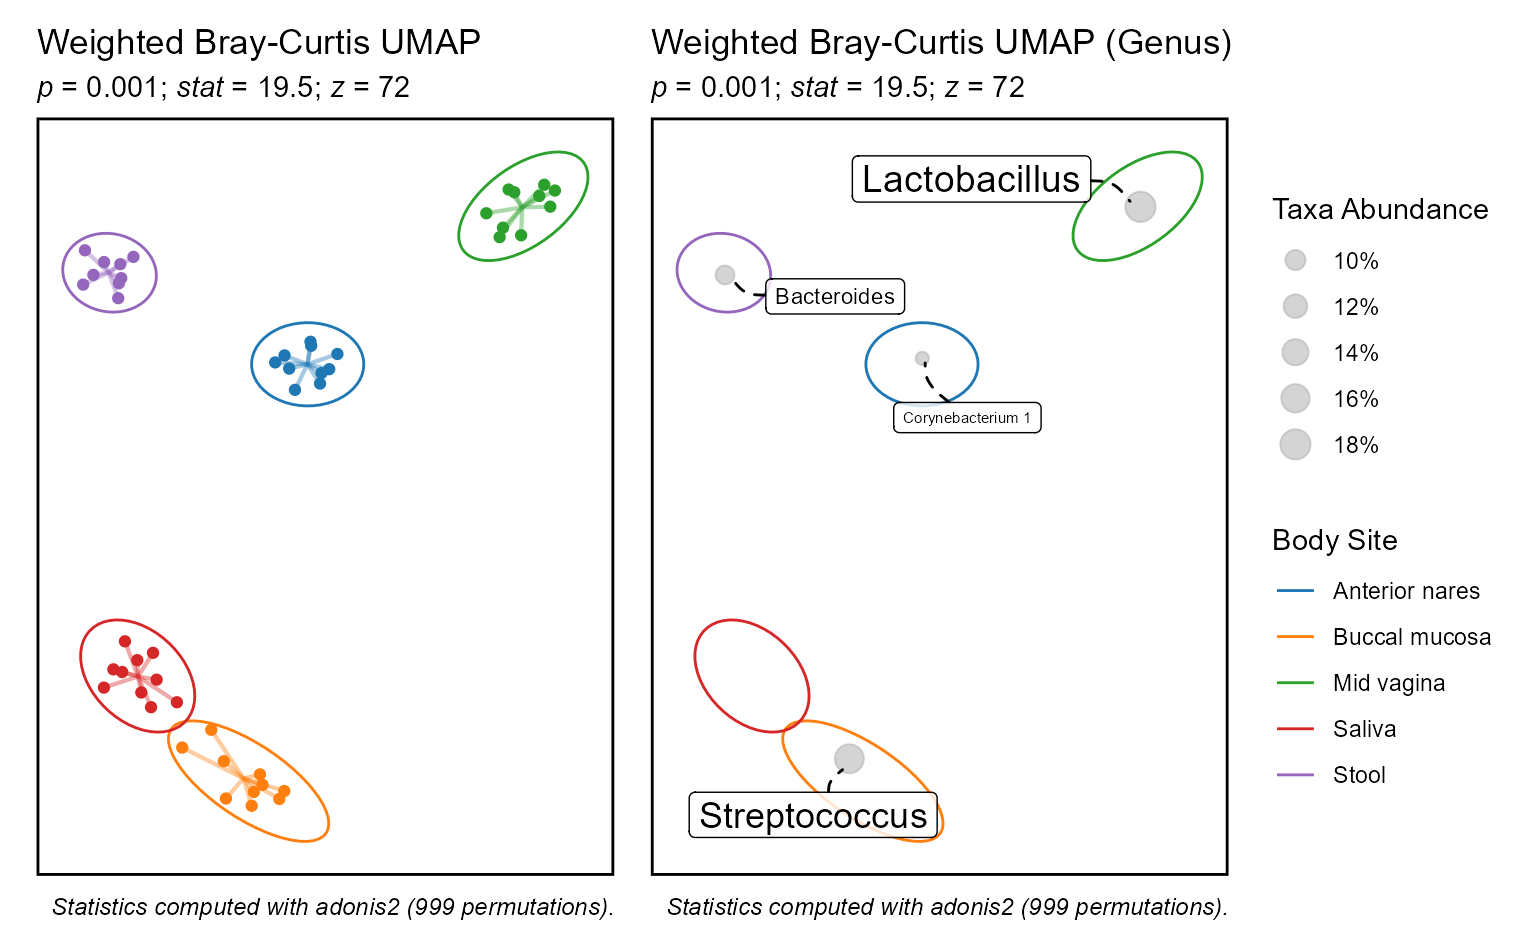 Weighted Bray-Curtis UMAP
p = 0.001; stat = 19.5; z = 72
Statistics computed with adonis2 (999 permutations).
Weighted Bray-Curtis UMAP (Genus)
p = 0.001; stat = 19.5; z = 72
Lactobacillus
Bacteroides
Corynebacterium 1
Streptococcus
Statistics computed with adonis2 (999 permutations).
Taxa Abundance
10%
12%
14%
16%
18%
Body Site
Anterior nares
Buccal mucosa
Mid vagina
Saliva
Stool